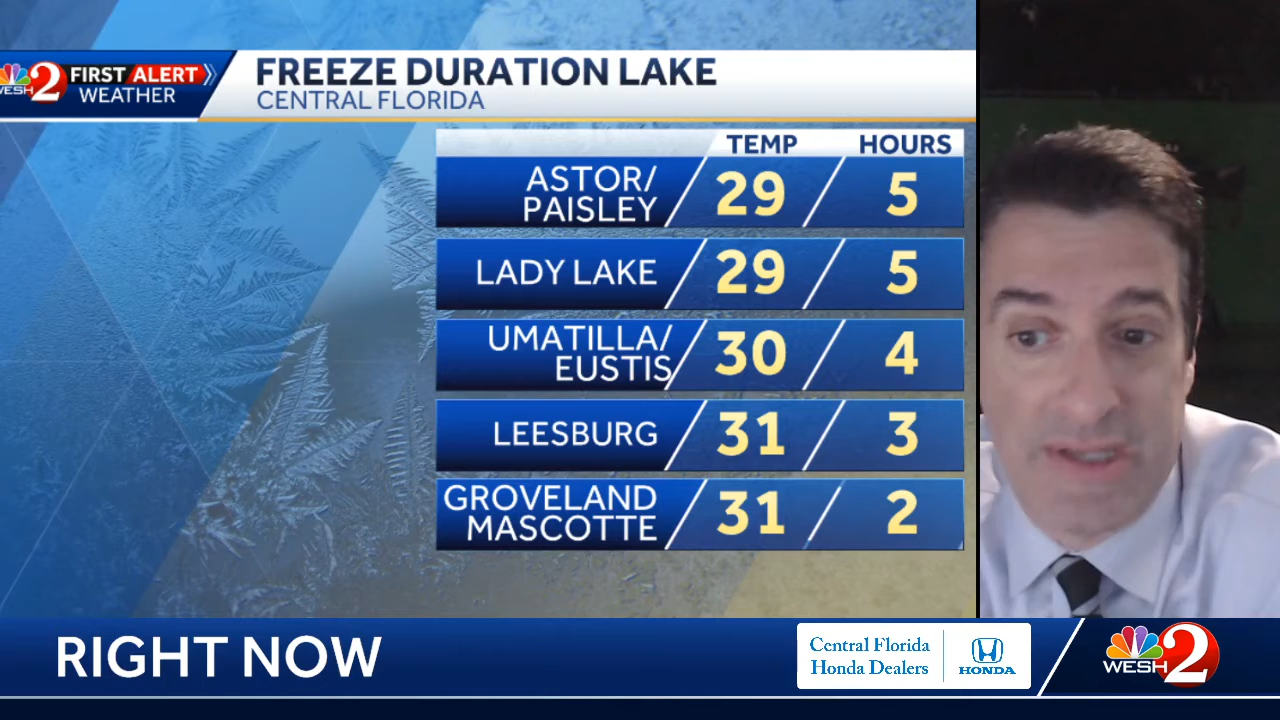 WESH 2 FIRST ALERT
WEATHER
FREEZE DURATION LAKE
CENTRAL FLORIDA
TEMP HOURS
ASTOR/
PAISLEY 29 5
LADY LAKE 29 5
UMATILLA/
EUSTIS 30 4
LEESBURG 31 3
GROVELAND
MASCOTTE 31 2
RIGHT NOW
Central Florida
Honda Dealers
HONDA
WESH 2